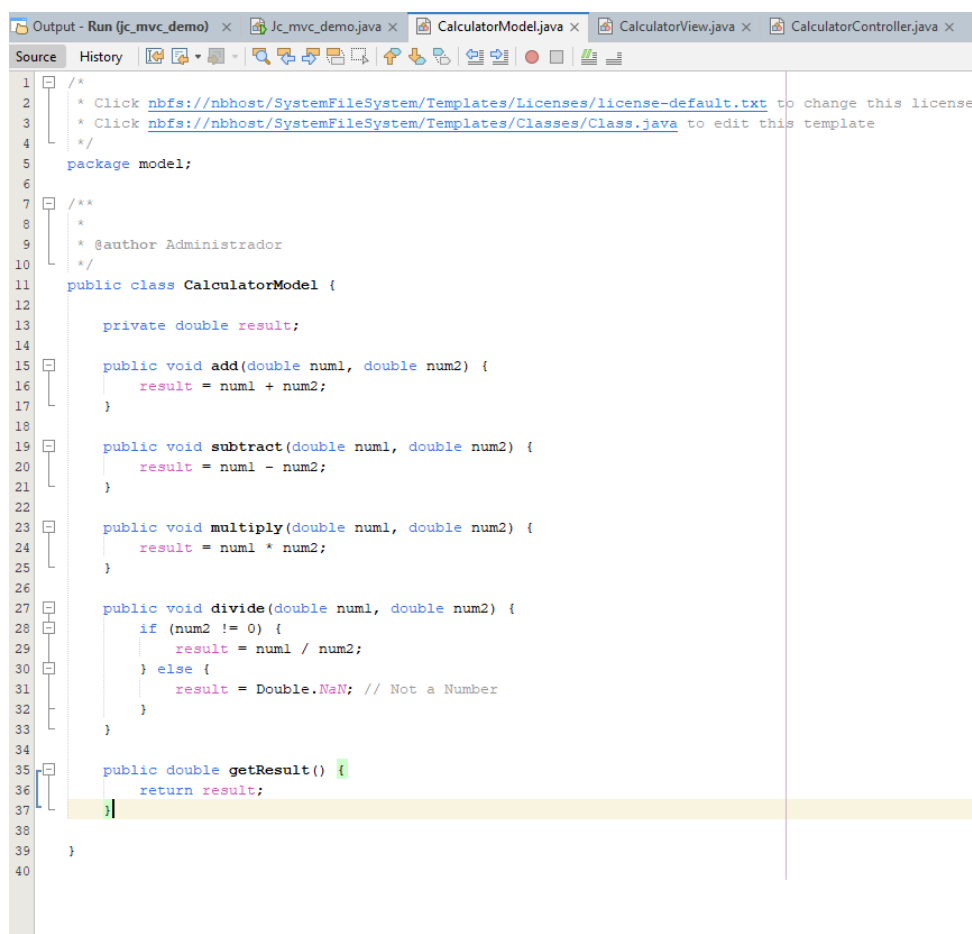 Output - Run (jc_mvc_demo) × Jc_mvc_demo.java × CalculatorModel.java × CalculatorView.java × CalculatorController.java ×
Source History
1 /*
2 * Click nbfs://nbhost/SystemFileSystem/Templates/Licenses/license-default.txt to change this license
3 * Click nbfs://nbhost/SystemFileSystem/Templates/Classes/Class.java to edit this template
4 */
5 package model;
6
7 /**
8 *
9 * @author Administrador
10 */
11 public class CalculatorModel {
12
13 private double result;
14
15 public void add(double num1, double num2) {
16 result = num1 + num2;
17 }
18
19 public void subtract(double num1, double num2) {
20 result = num1 - num2;
21 }
22
23 public void multiply(double num1, double num2) {
24 result = num1 * num2;
25 }
26
27 public void divide(double num1, double num2) {
28 if (num2 != 0) {
29 result = num1 / num2;
30 } else {
31 result = Double.NaN; // Not a Number
32 }
33 }
34
35 public double getResult() {
36 return result;
37 }
38
39 }
40